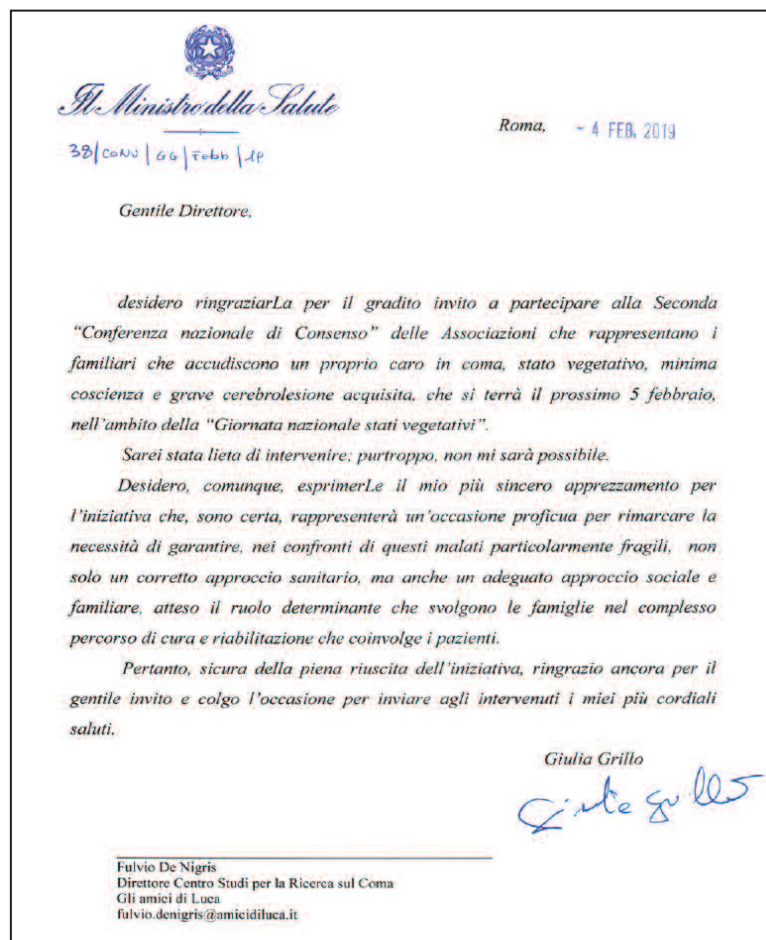 Il Ministro della Salute
Roma, - 4 FEB. 2019
38|CONV|GG|Febb|19
Gentile Direttore,
desidero ringraziarLa per il gradito invito a partecipare alla Seconda
“Conferenza nazionale di Consenso” delle Associazioni che rappresentano i
familiari che accudiscono un proprio caro in coma, stato vegetativo, minima
coscienza e grave cerebrolesione acquisita, che si terrà il prossimo 5 febbraio,
nell’ambito della “Giornata nazionale stati vegetativi”.
Sarei stata lieta di intervenire; purtroppo, non mi sarà possibile.
Desidero, comunque, esprimerLe il mio più sincero apprezzamento per
l’iniziativa che, sono certa, rappresenterà un’occasione proficua per rimarcare la
necessità di garantire, nei confronti di questi malati particolarmente fragili, non
solo un corretto approccio sanitario, ma anche un adeguato approccio sociale e
familiare, atteso il ruolo determinante che svolgono le famiglie nel complesso
percorso di cura e riabilitazione che coinvolge i pazienti.
Pertanto, sicura della piena riuscita dell’iniziativa, ringrazio ancora per il
gentile invito e colgo l’occasione per inviare agli intervenuti i miei più cordiali
saluti.
Giulia Grillo
Giulia Grillo
Fulvio De Nigris
Direttore Centro Studi per la Ricerca sul Coma
Gli amici di Luca
fulvio.denigris@amicidiluca.it